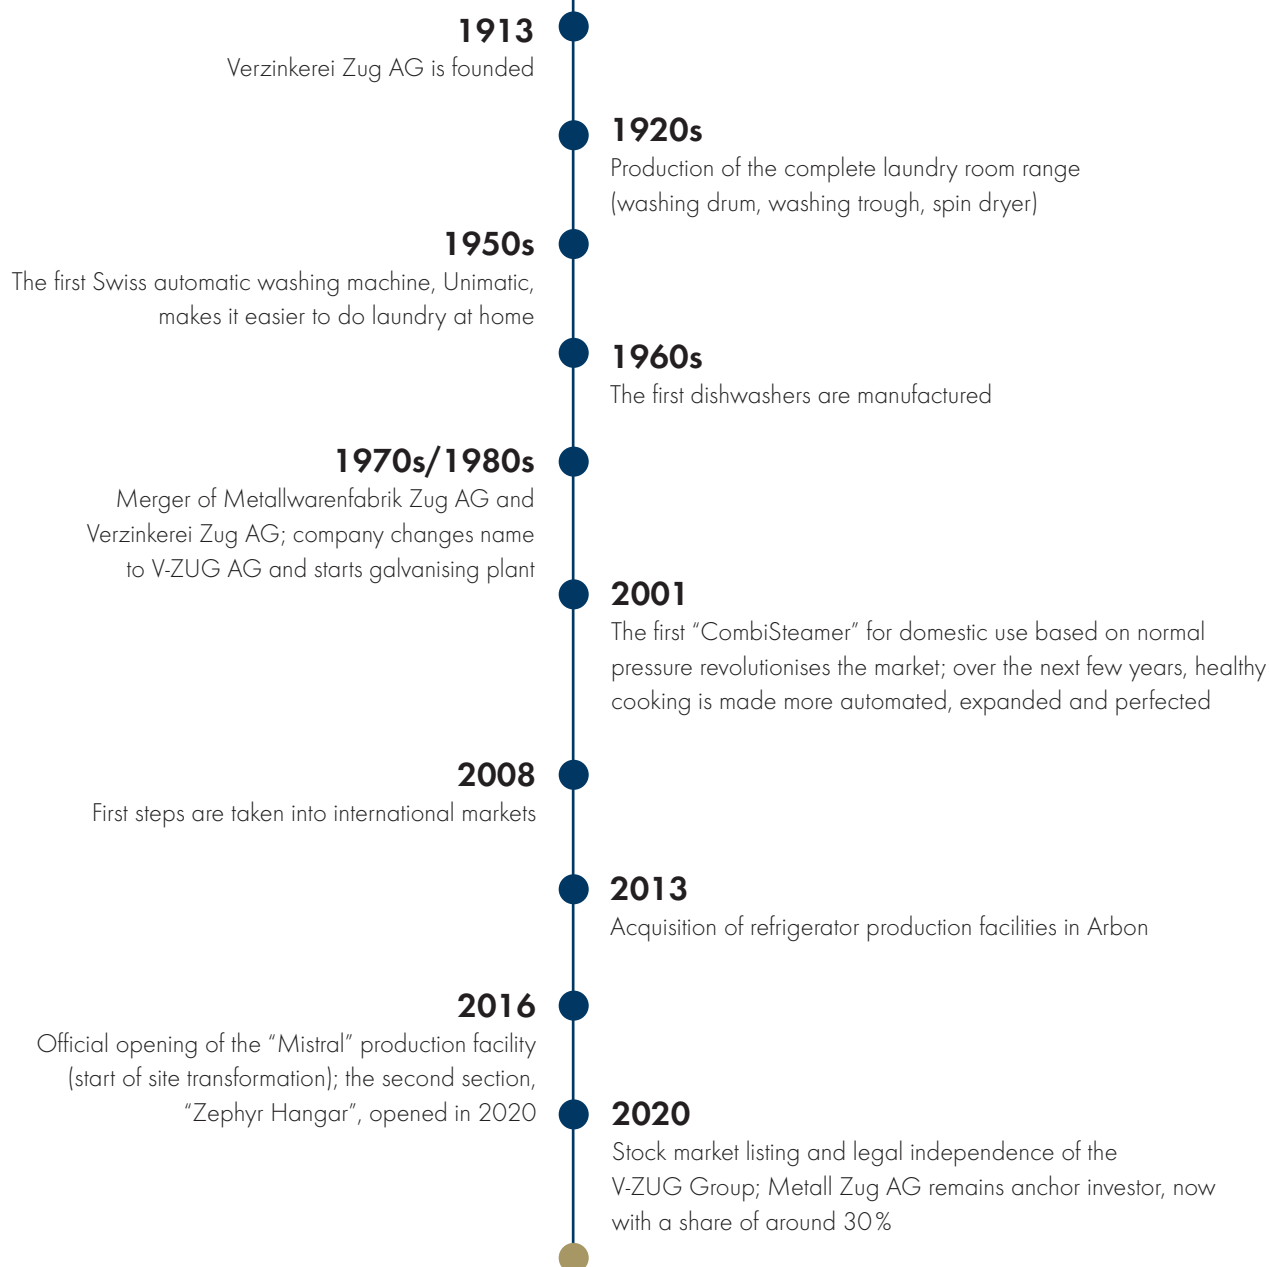 1913
Verzinkerei Zug AG is founded
1920s
Production of the complete laundry room range
(washing drum, washing trough, spin dryer)
1950s
The first Swiss automatic washing machine, Unimatic,
makes it easier to do laundry at home
1960s
The first dishwashers are manufactured
1970s/1980s
Merger of Metallwarenfabrik Zug AG and
Verzinkerei Zug AG; company changes name
to V-ZUG AG and starts galvanising plant
2001
The first “CombiSteamer” for domestic use based on normal
pressure revolutionises the market; over the next few years, healthy
cooking is made more automated, expanded and perfected
2008
First steps are taken into international markets
2013
Acquisition of refrigerator production facilities in Arbon
2016
Official opening of the “Mistral” production facility
(start of site transformation); the second section,
“Zephyr Hangar”, opened in 2020
2020
Stock market listing and legal independence of the
V-ZUG Group; Metall Zug AG remains anchor investor, now
with a share of around 30%